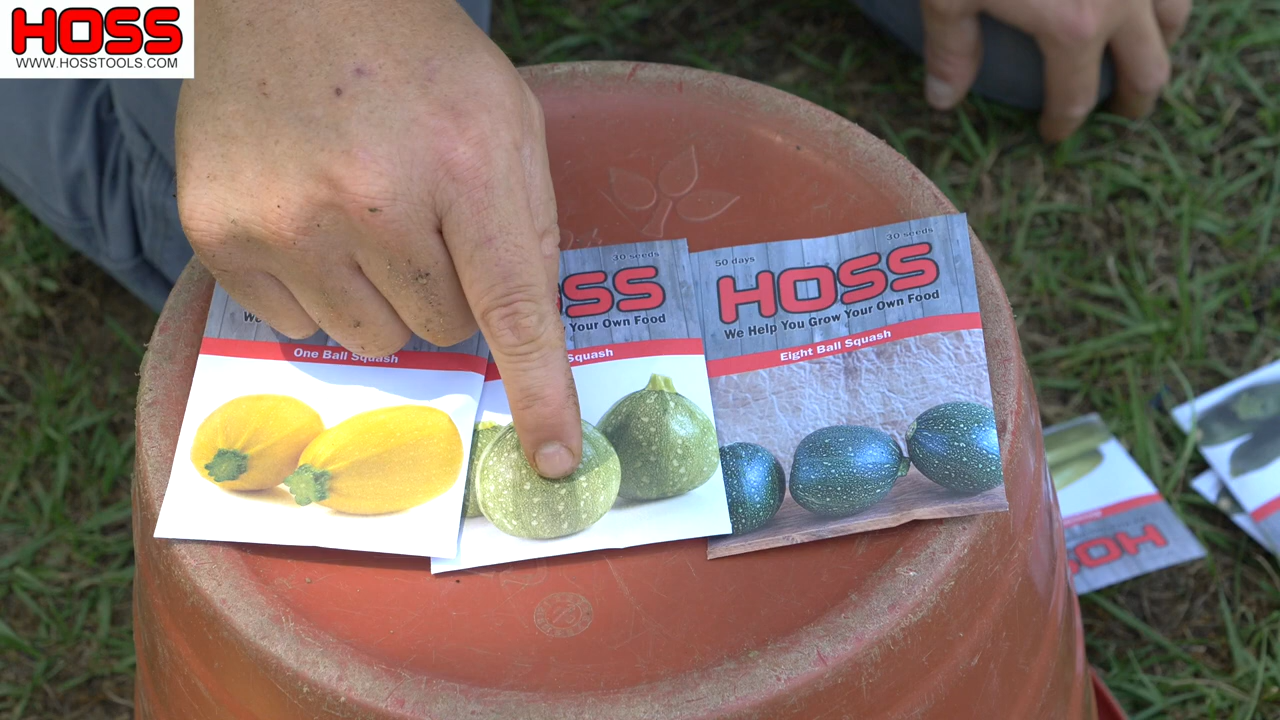 HOSS
WWW.HOSSTOOLS.COM
One Ball Squash
30 seeds
Your Own Food
Squash
50 days
30 seeds
HOSS
We Help You Grow Your Own Food
Eight Ball Squash
HOSS